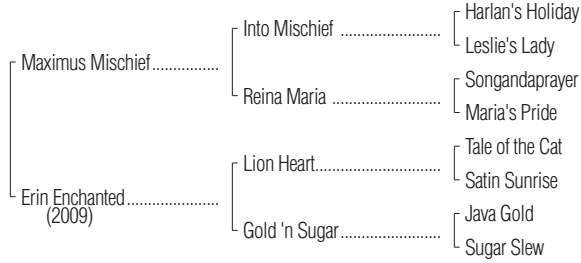 Harlan's Holiday
Into Mischief ........................
Leslie's Lady
Maximus Mischief................
Songandaprayer
Reina Maria ..........................
Maria's Pride
Tale of the Cat
Lion Heart..............................
Satin Sunrise
Erin Enchanted......................
(2009)
Java Gold
Gold 'n Sugar........................
Sugar Slew